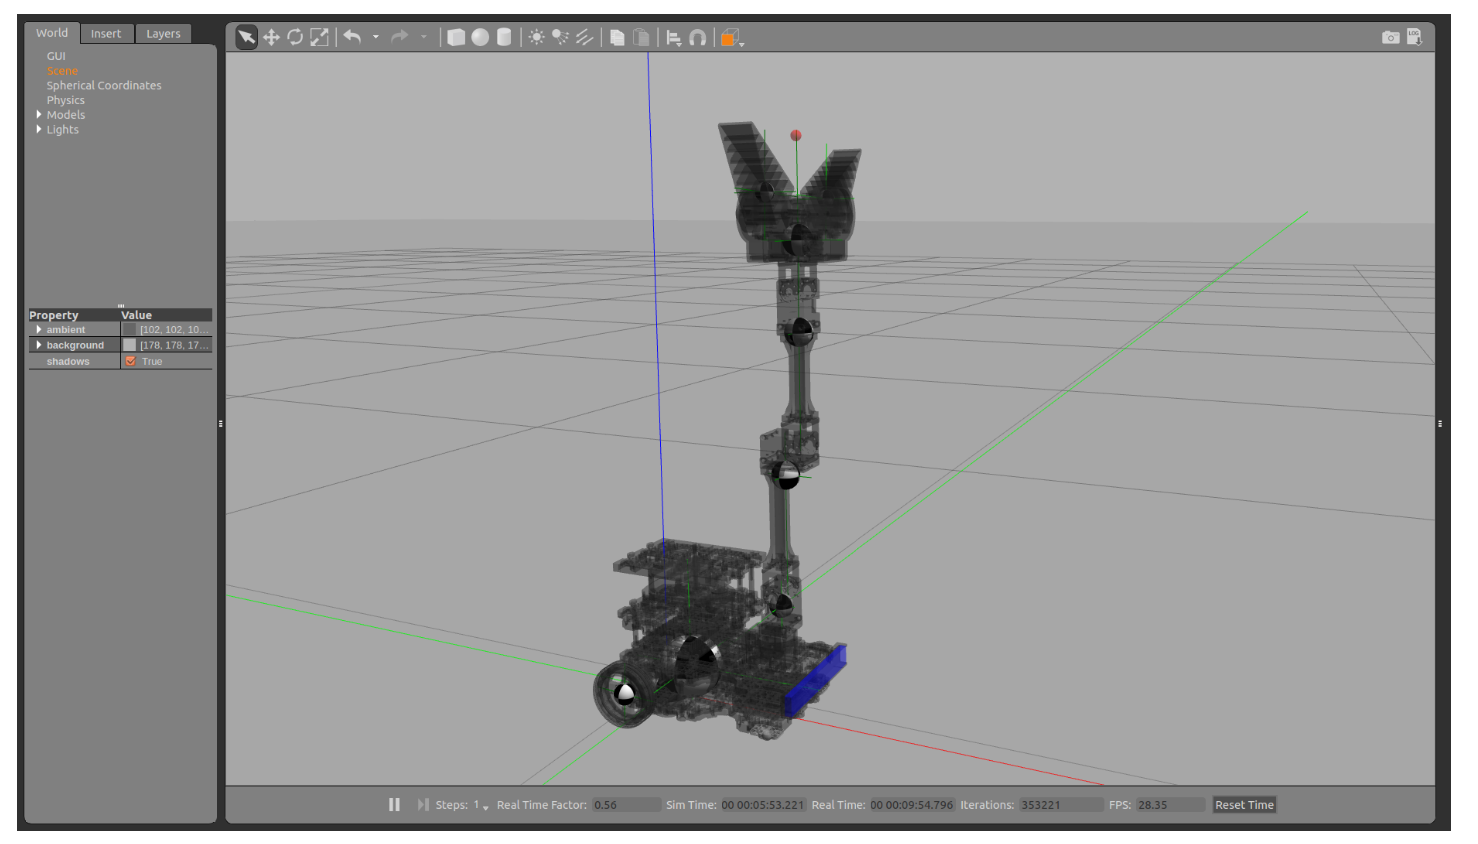 World Insert Layers
GUI
Scene
Spherical Coordinates
Physics
Models
Lights
Property Value
ambient [102, 102, 10...
background [178, 178, 17...
shadows True
LOG
Steps: 1 Real Time Factor: 0.56 Sim Time: 00 00:05:53.221 Real Time: 00 00:09:54.796 Iterations: 353221 FPS: 28.35 Reset Time